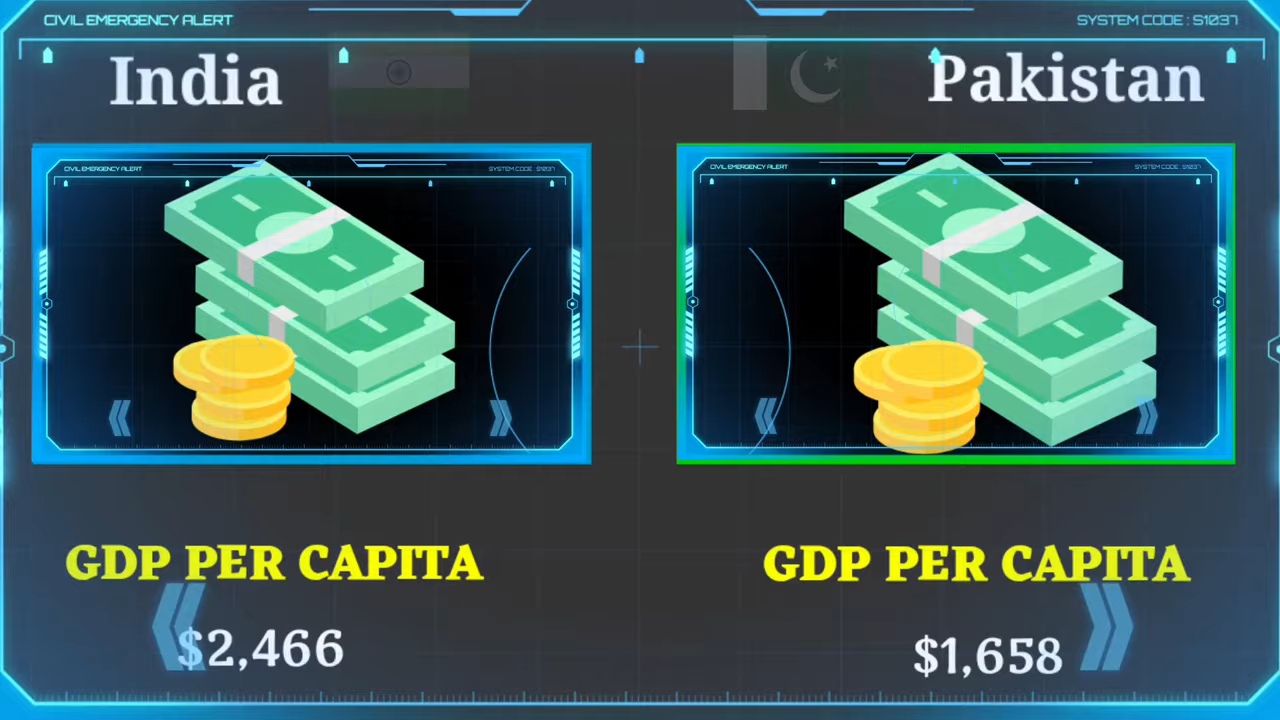 CIVIL EMERGENCY ALERT
SYSTEM CODE : S1037
India
Pakistan
CIVIL EMERGENCY ALERT
SYSTEM CODE : S1037
CIVIL EMERGENCY ALERT
SYSTEM CODE : S1037
GDP PER CAPITA
GDP PER CAPITA
$2,466
$1,658